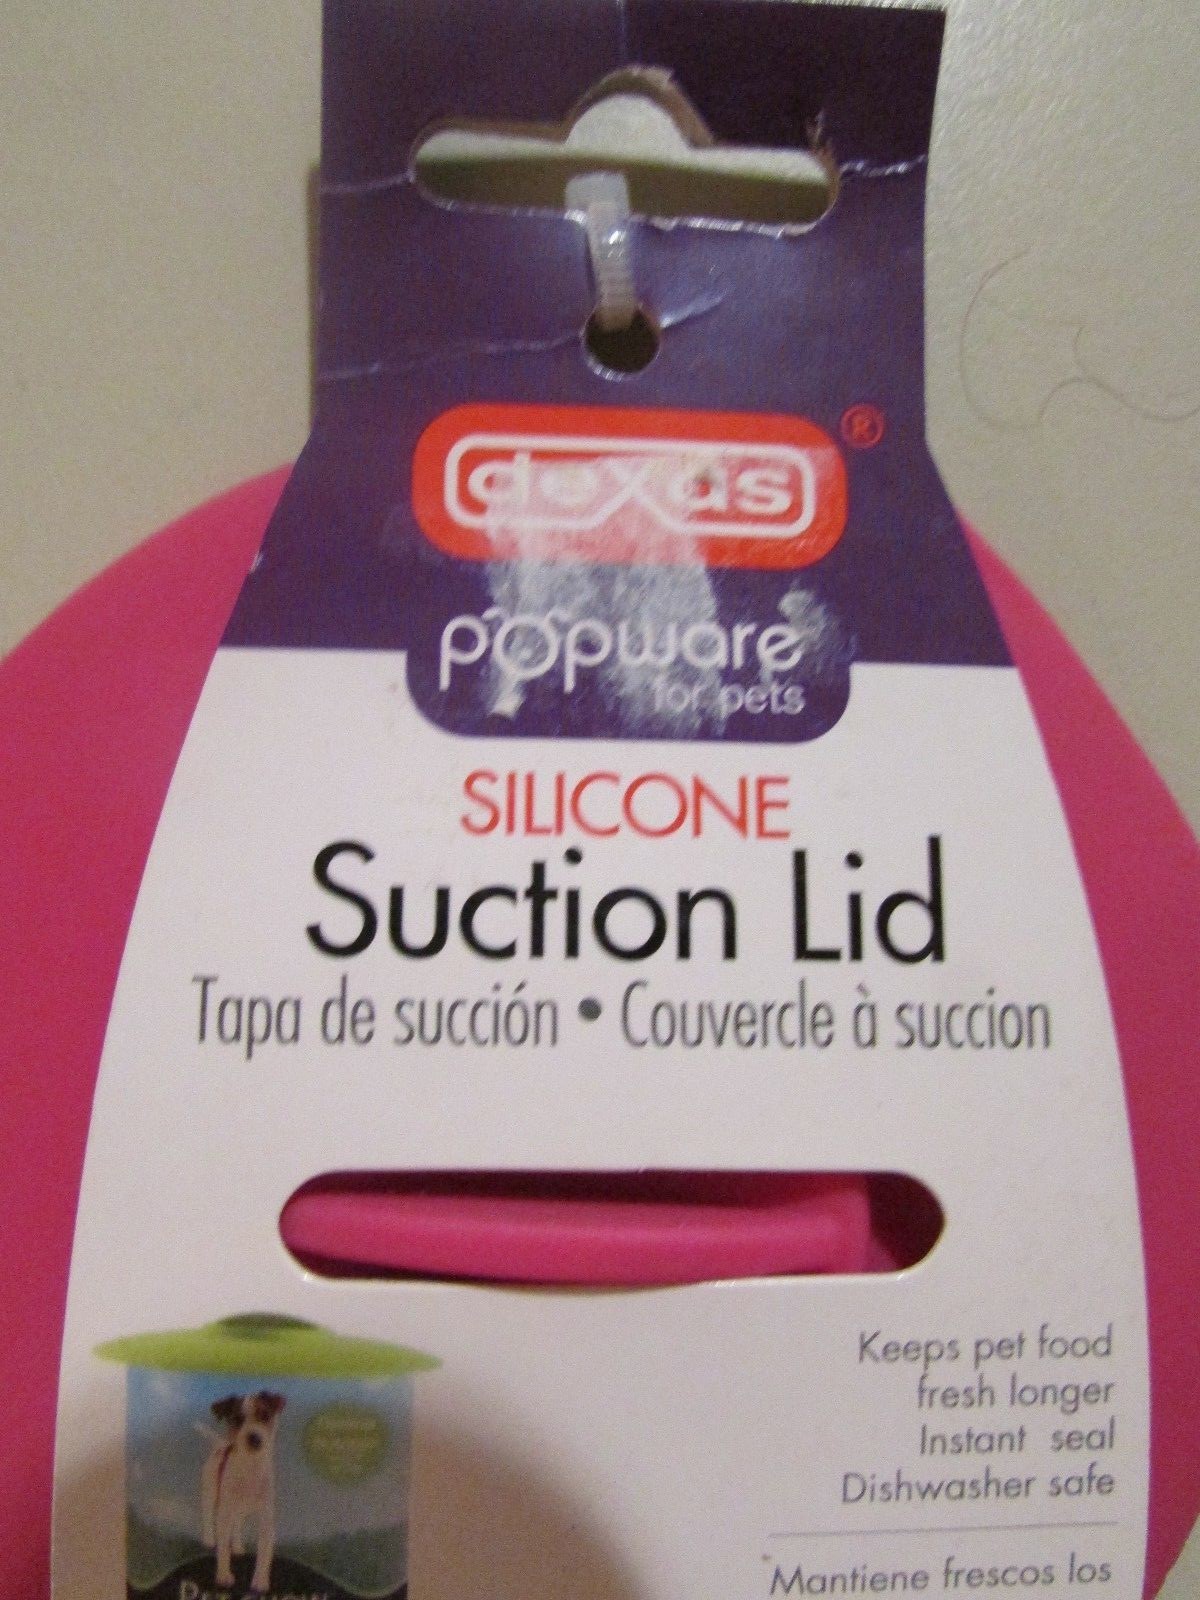 dexas ®
popware
for pets
SILICONE
Suction Lid
Tapa de succión • Couvercle à succion
Keeps pet food
fresh longer
Instant seal
Dishwasher safe
Mantiene frescos los